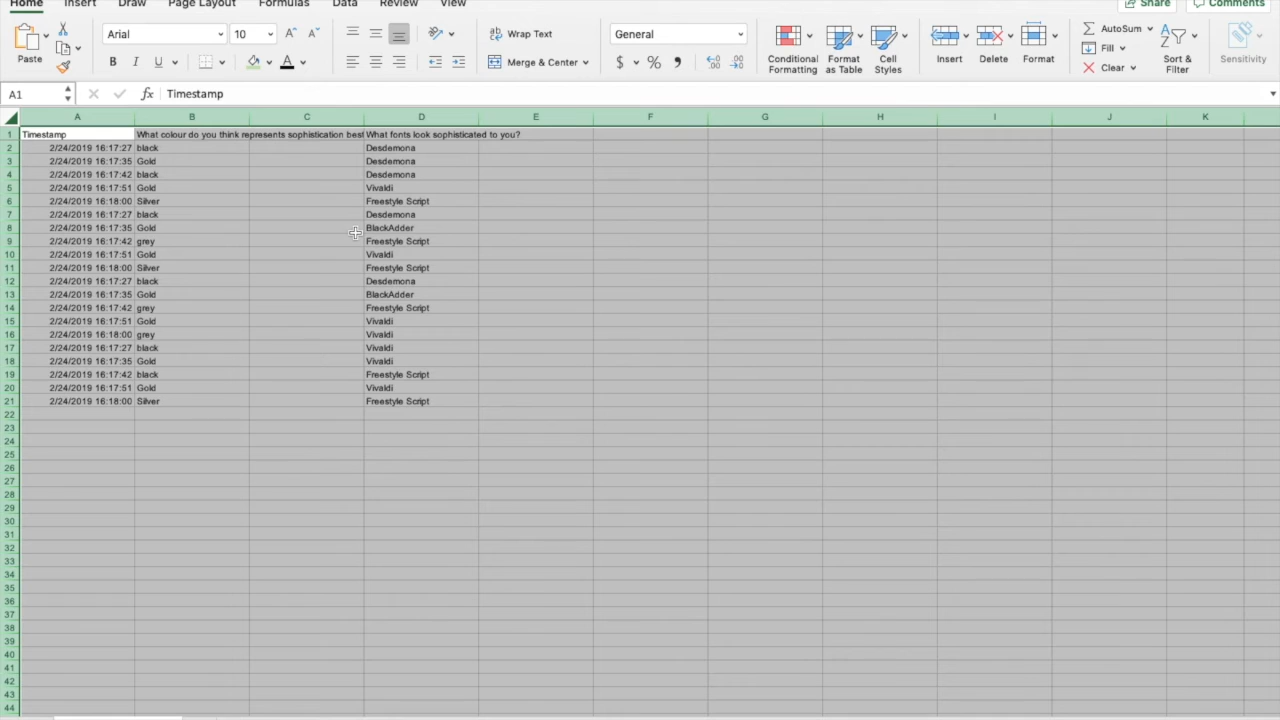 Home Insert Draw Page Layout Formulas Data Review View Share Comments
Paste Arial 10 Wrap Text General AutoSum
B I U Merge & Center $ % Conditional Formatting Format as Table Cell Styles Insert Delete Format Fill Clear Sort & Filter Sensitivity
A1 fx Timestamp
A B C D E F G H I J K
1 Timestamp What colour do you think represents sophistication best What fonts look sophisticated to you?
2 2/24/2019 16:17:27 black Desdemona
3 2/24/2019 16:17:35 Gold Desdemona
4 2/24/2019 16:17:42 black Desdemona
5 2/24/2019 16:17:51 Gold Vivaldi
6 2/24/2019 16:18:00 Silver Freestyle Script
7 2/24/2019 16:17:27 black Desdemona
8 2/24/2019 16:17:35 Gold BlackAdder
9 2/24/2019 16:17:42 grey Freestyle Script
10 2/24/2019 16:17:51 Gold Vivaldi
11 2/24/2019 16:18:00 Silver Freestyle Script
12 2/24/2019 16:17:27 black Desdemona
13 2/24/2019 16:17:35 Gold BlackAdder
14 2/24/2019 16:17:42 grey Freestyle Script
15 2/24/2019 16:17:51 Gold Vivaldi
16 2/24/2019 16:18:00 grey Vivaldi
17 2/24/2019 16:17:27 black Vivaldi
18 2/24/2019 16:17:35 Gold Vivaldi
19 2/24/2019 16:17:42 black Freestyle Script
20 2/24/2019 16:17:51 Gold Vivaldi
21 2/24/2019 16:18:00 Silver Freestyle Script
22
23
24
25
26
27
28
29
30
31
32
33
34
35
36
37
38
39
40
41
42
43
44